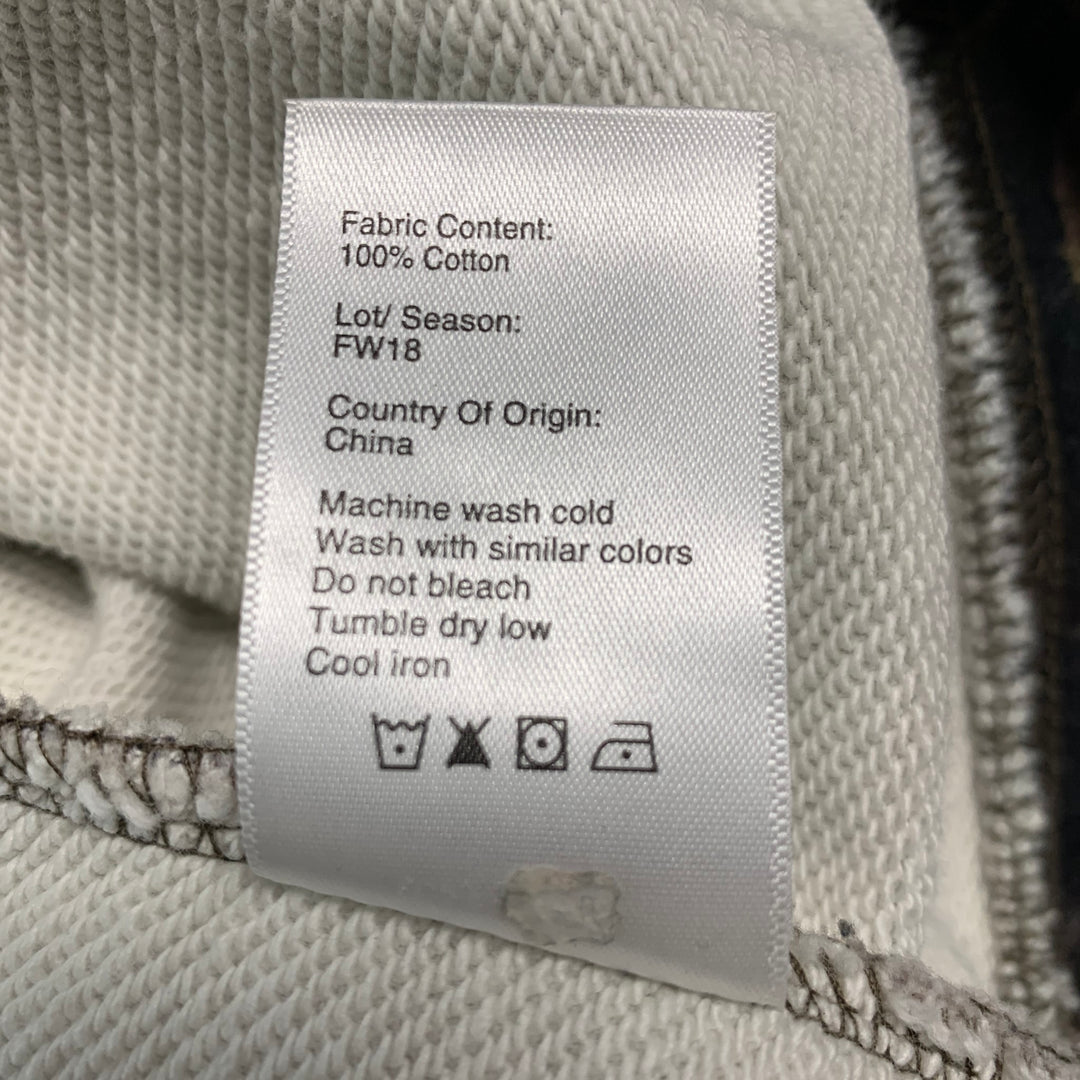 Fabric Content:
100% Cotton
Lot/ Season:
FW18
Country Of Origin:
China
Machine wash cold
Wash with similar colors
Do not bleach
Tumble dry low
Cool iron